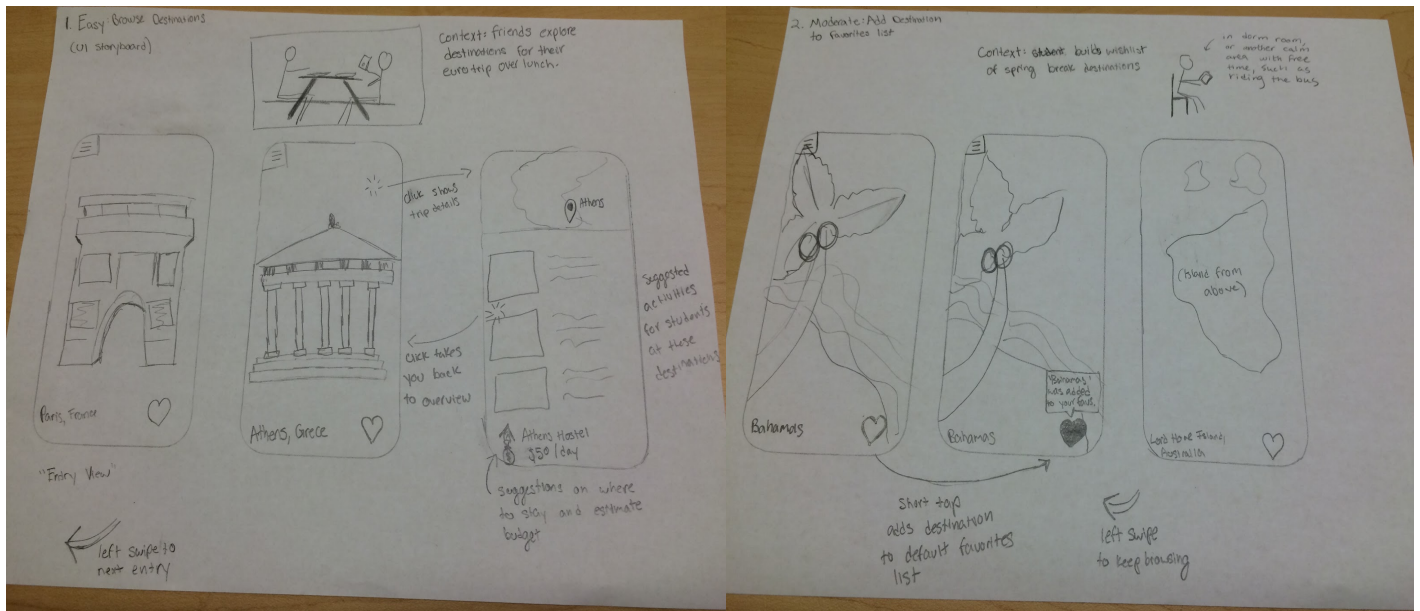 1. Easy: Browse Destinations
(UI storyboard)
Context: friends explore
destinations for their
eurotrip over lunch.
click shows
trip details
Athens
Suggested
activities
for students
at these
destinations
click takes
you back
to overview
Paris, France
Athens, Grece
Athens Hostel
$50/day
suggestions on where
to stay and estimate
budget
"Entry View"
left swipe to
next entry
2. Moderate: Add Destination
to favorites list
Context: student builds wishlist
of spring break destinations
in dorm room,
or another calm
area with free
time, such as
riding the bus
(Island from
above)
Bahamas
'Bahamas'
was added
to your favs.
Bahamas
Lord Howe Island,
Australia
short tap
adds destination
to default favorites
list
left swipe
to keep browsing